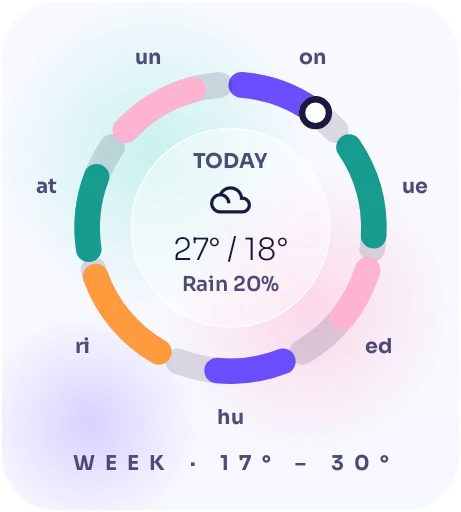 un
on
at
TODAY
ue
27° / 18°
Rain 20%
ri
ed
hu
WEEK · 17° – 30°